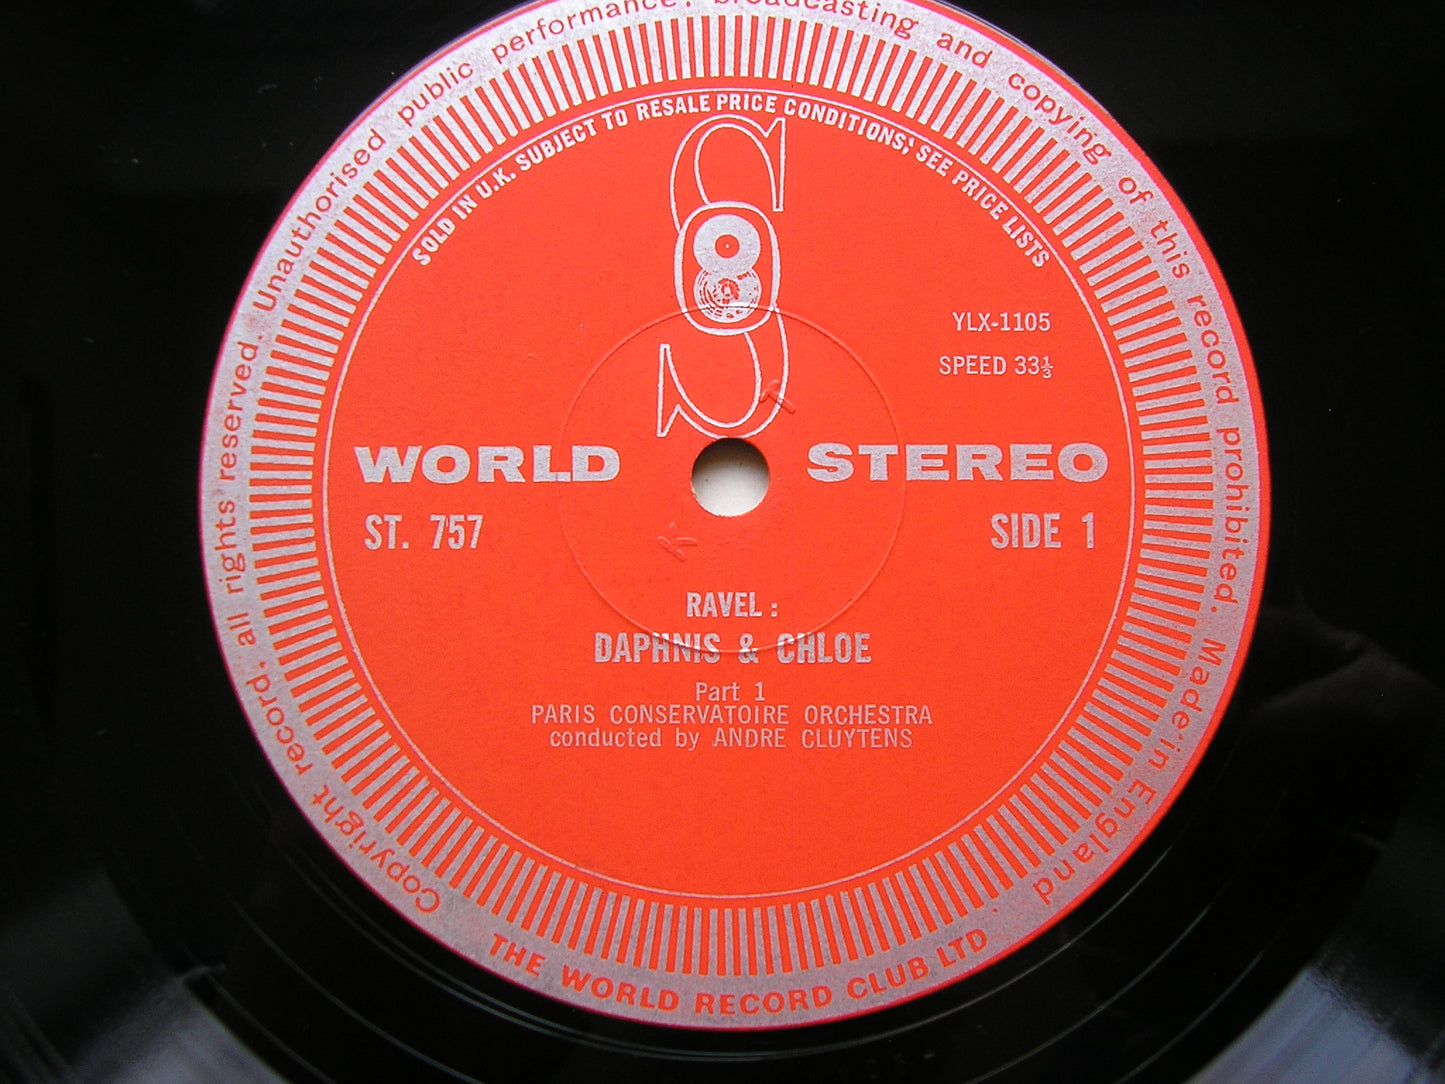 Copyright record. all rights reserved. Unauthorised public performance, broadcasting and copying of this record prohibited. Made in England
SOLD IN U.K. SUBJECT TO RESALE PRICE CONDITIONS, SEE PRICE LISTS
S
S
YLX-1105
SPEED 33⅓
WORLD STEREO
ST. 757 SIDE 1
T
K
RAVEL:
DAPHNIS & CHLOE
Part 1
PARIS CONSERVATOIRE ORCHESTRA
conducted by ANDRE CLUYTENS
THE WORLD RECORD CLUB LTD